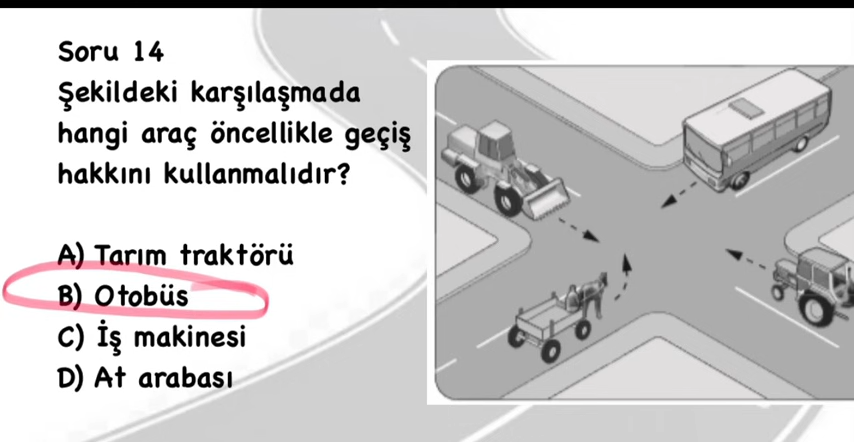 Soru 14
Şekildeki karşılaşmada
hangi araç öncellikle geçiş
hakkını kullanmalıdır?
A) Tarım traktörü
B) Otobüs
C) İş makinesi
D) At arabası